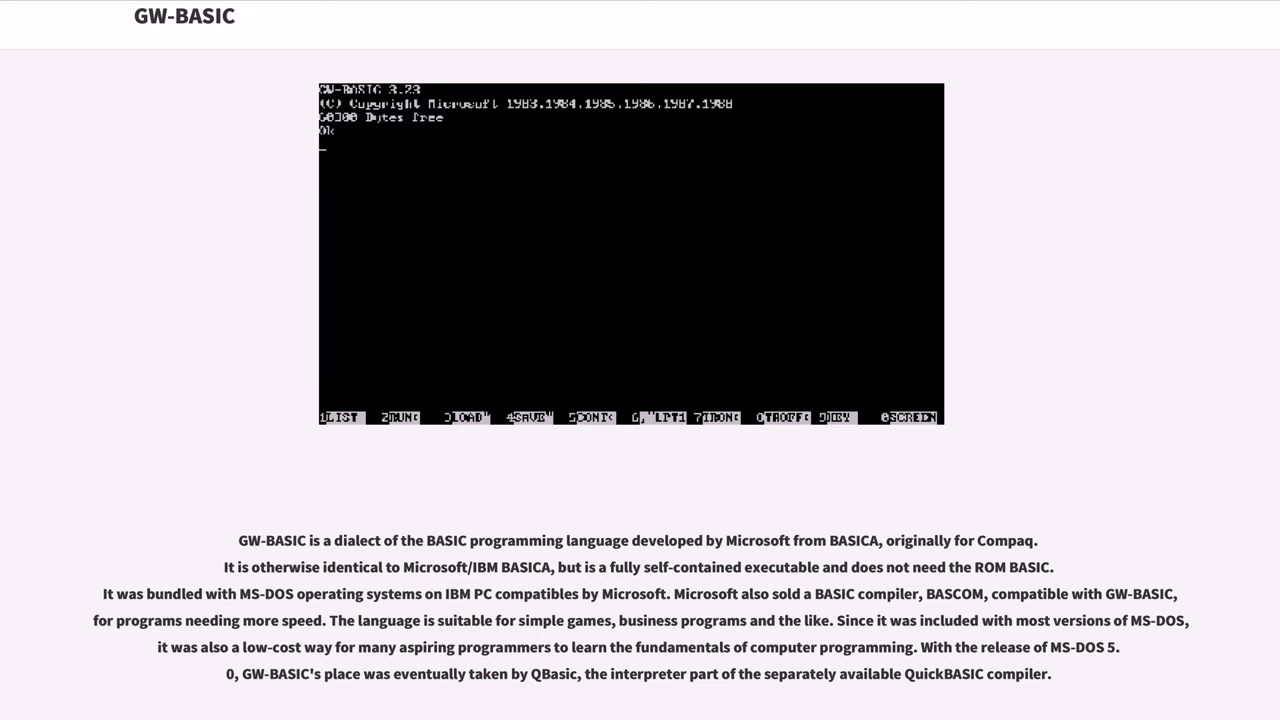 GW-BASIC
GW-BASIC 3.23
(C) Copyright Microsoft 1983,1984,1985,1986,1987,1988
60300 Bytes free
Ok
1LIST 2RUN← 3LOAD" 4SAVE" 5CONT← 6,"LPT1 7TRON← 8TROFF← 9KEY 0SCREEN
GW-BASIC is a dialect of the BASIC programming language developed by Microsoft from BASICA, originally for Compaq.
It is otherwise identical to Microsoft/IBM BASICA, but is a fully self-contained executable and does not need the ROM BASIC.
It was bundled with MS-DOS operating systems on IBM PC compatibles by Microsoft. Microsoft also sold a BASIC compiler, BASCOM, compatible with GW-BASIC,
for programs needing more speed. The language is suitable for simple games, business programs and the like. Since it was included with most versions of MS-DOS,
it was also a low-cost way for many aspiring programmers to learn the fundamentals of computer programming. With the release of MS-DOS 5.
0, GW-BASIC's place was eventually taken by QBasic, the interpreter part of the separately available QuickBASIC compiler.